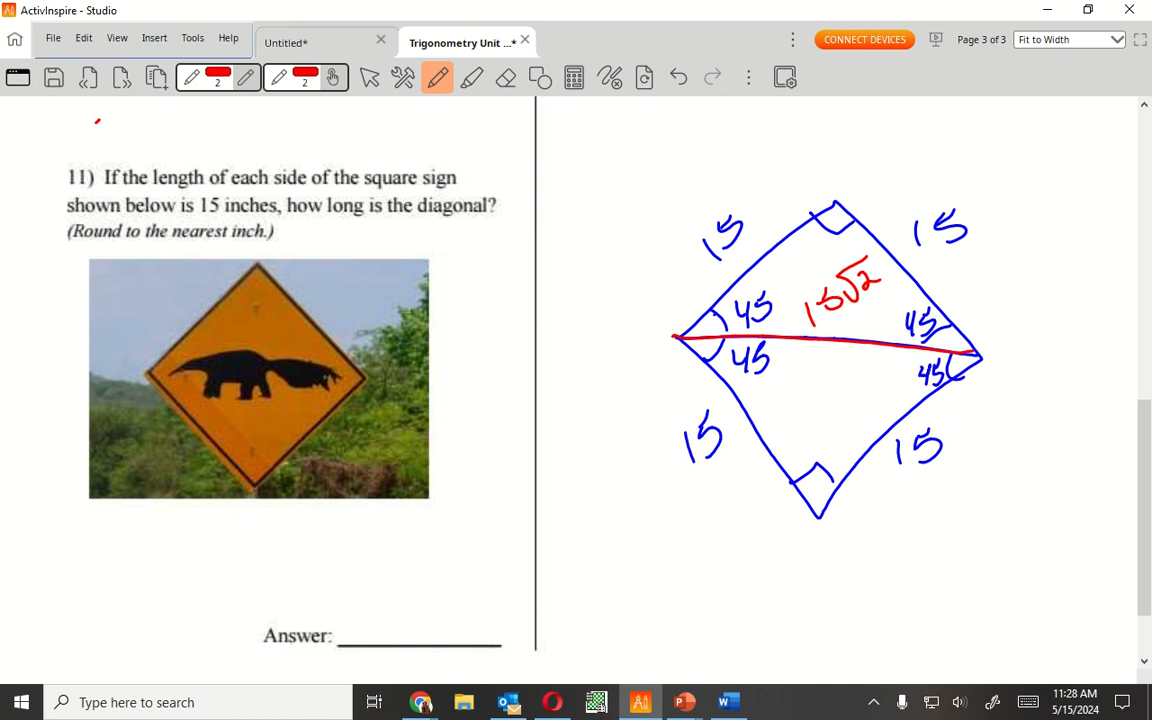 ActivInspire - Studio
File Edit View Insert Tools Help
Untitled*
Trigonometry Unit ...*
CONNECT DEVICES
Page 3 of 3
Fit to Width
2
2
11) If the length of each side of the square sign
shown below is 15 inches, how long is the diagonal?
(Round to the nearest inch.)
Answer:
15
15
15√2
45
45
45
45
15
15
Type here to search
11:28 AM
5/15/2024